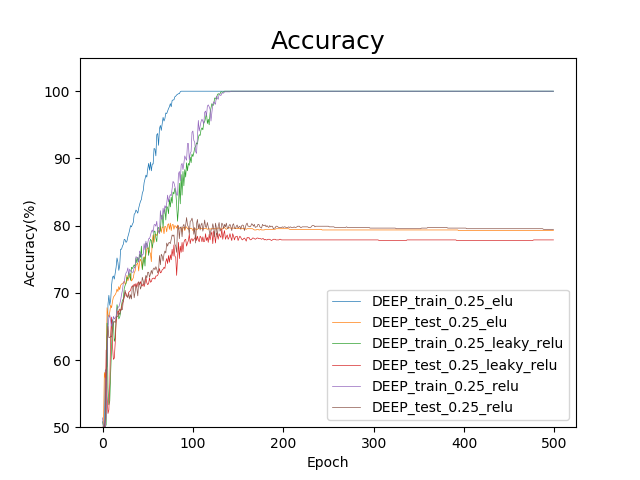 Accuracy
100
90
80
70
60
50
Accuracy(%)
DEEP_train_0.25_elu
DEEP_test_0.25_elu
DEEP_train_0.25_leaky_relu
DEEP_test_0.25_leaky_relu
DEEP_train_0.25_relu
DEEP_test_0.25_relu
0 100 200 300 400 500
Epoch